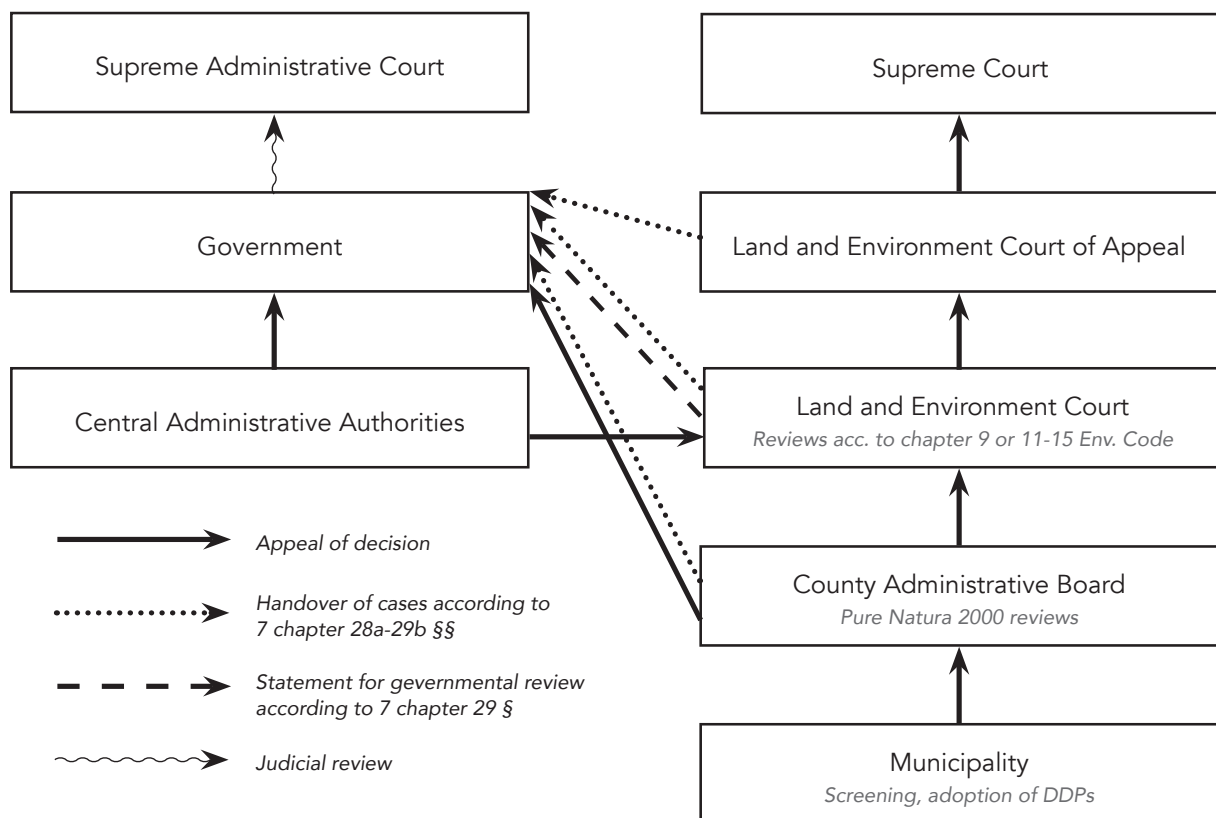 Supreme Administrative Court
Supreme Court
Government
Land and Environment Court of Appeal
Central Administrative Authorities
Land and Environment Court
Reviews acc. to chapter 9 or 11-15 Env. Code
County Administrative Board
Pure Natura 2000 reviews
Municipality
Screening, adoption of DDPs
Appeal of decision
Handover of cases according to
7 chapter 28a-29b §§
Statement for gevernmental review
according to 7 chapter 29 §
Judicial review